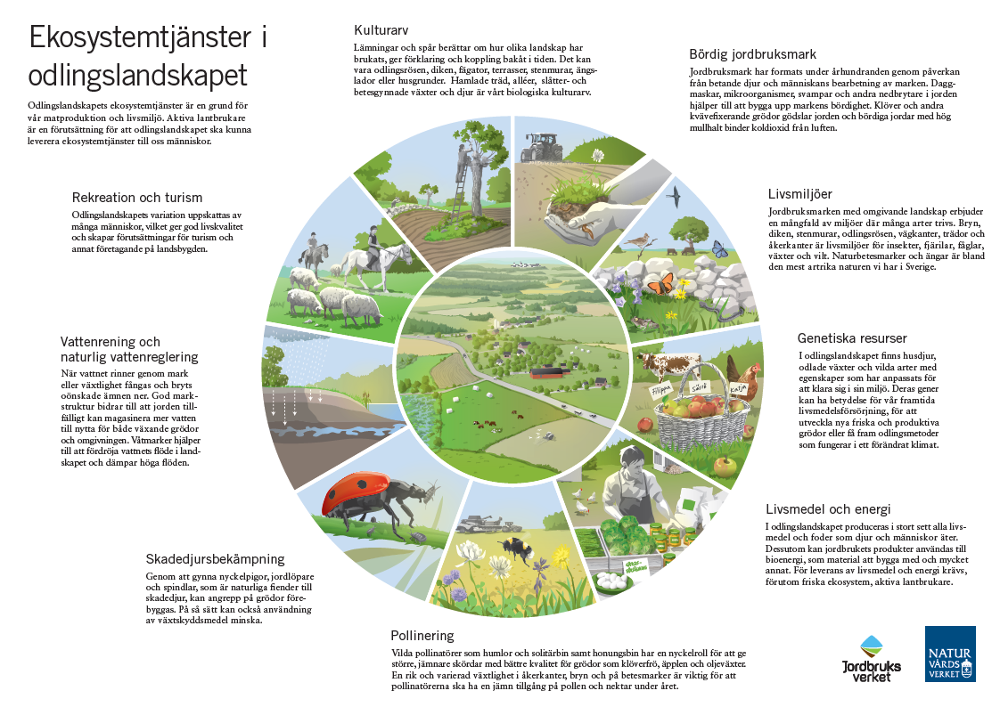 Ekosystemtjänster i
odlingslandskapet
Odlingslandskapets ekosystemtjänster är en grund för
vår matproduktion och livsmiljö. Aktiva lantbrukare
är en förutsättning för att odlingslandskapet ska kunna
leverera ekosystemtjänster till oss människor.
Kulturarv
Lämningar och spår berättar om hur olika landskap har
brukats, ger förklaring och koppling bakåt i tiden. Det kan
vara odlingsrösen, diken, fägator, terrasser, stenmurar, ängs-
lador eller husgrunder. Hamlade träd, alléer, slåtter- och
betesgynnade växter och djur är vårt biologiska kulturarv.
Bördig jordbruksmark
Jordbruksmark har formats under århundranden genom påverkan
från betande djur och människans bearbetning av marken. Dagg-
maskar, mikroorganismer, svampar och andra nedbrytare i jorden
hjälper till att bygga upp markens bördighet. Klöver och andra
kvävefixerande grödor gödslar jorden och bördiga jordar med hög
mullhalt binder koldioxid från luften.
Livsmiljöer
Jordbruksmarken med omgivande landskap erbjuder
en mångfald av miljöer där många arter trivs. Bryn,
diken, stenmurar, odlingsrösen, vägkanter, trädor och
åkerkanter är livsmiljöer för insekter, fjärilar, fåglar,
växter och vilt. Naturbetesmarker och ängar är bland
den mest artrika naturen vi har i Sverige.
Genetiska resurser
I odlingslandskapet finns husdjur,
odlade växter och vilda arter med
egenskaper som har anpassats för
att klara sig i sin miljö. Deras gener
kan ha betydelse för vår framtida
livsmedelsförsörjning, för att
utveckla nya friska och produktiva
grödor eller få fram odlingsmetoder
som fungerar i ett förändrat klimat.
Filippa
Katja
Livsmedel och energi
I odlingslandskapet produceras i stort sett alla livs-
medel och foder som djur och människor äter.
Dessutom kan jordbrukets produkter användas till
bioenergi, som material att bygga med och mycket
annat. För leverans av livsmedel och energi krävs,
förutom friska ekosystem, aktiva lantbrukare.
Pollinering
Vilda pollinatörer som humlor och solitärbin samt honungsbin har en nyckelroll för att ge
större, jämnare skördar med bättre kvalitet för grödor som klöverfrö, äpplen och oljeväxter.
En rik och varierad växtlighet i åkerkanter, bryn och på betesmarker är viktig för att
pollinatörerna ska ha en jämn tillgång på pollen och nektar under året.
Skadedjursbekämpning
Genom att gynna nyckelpigor, jordlöpare
och spindlar, som är naturliga fiender till
skadedjur, kan angrepp på grödor före-
byggas. På så sätt kan också användning
av växtskyddsmedel minska.
Vattenrening och
naturlig vattenreglering
När vattnet rinner genom mark
eller växtlighet fångas och bryts
oönskade ämnen ner. God mark-
struktur bidrar till att jorden till-
fälligt kan magasinera mer vatten
till nytta för både växande grödor
och omgivningen. Våtmarker hjälper
till att fördröja vattnets flöde i land-
skapet och dämpar höga flöden.
Rekreation och turism
Odlingslandskapets variation uppskattas av
många människor, vilket ger god livskvalitet
och skapar förutsättningar för turism och
annat företagande på landsbygden.
Jordbruks
verket
NATUR
VÅRDS
VERKET